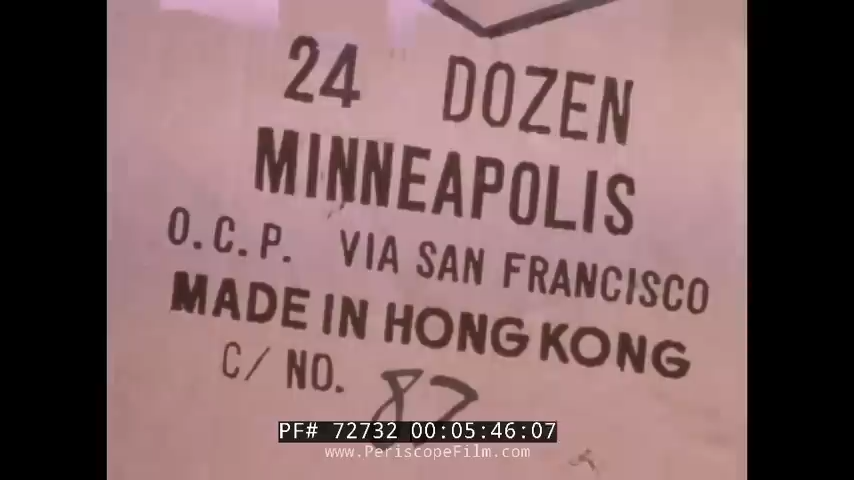 24 DOZEN
MINNEAPOLIS
O.C.P. VIA SAN FRANCISCO
MADE IN HONG KONG
C/ NO. 87
PF# 72732 00:05:46:07
www.PeriscopeFilm.com